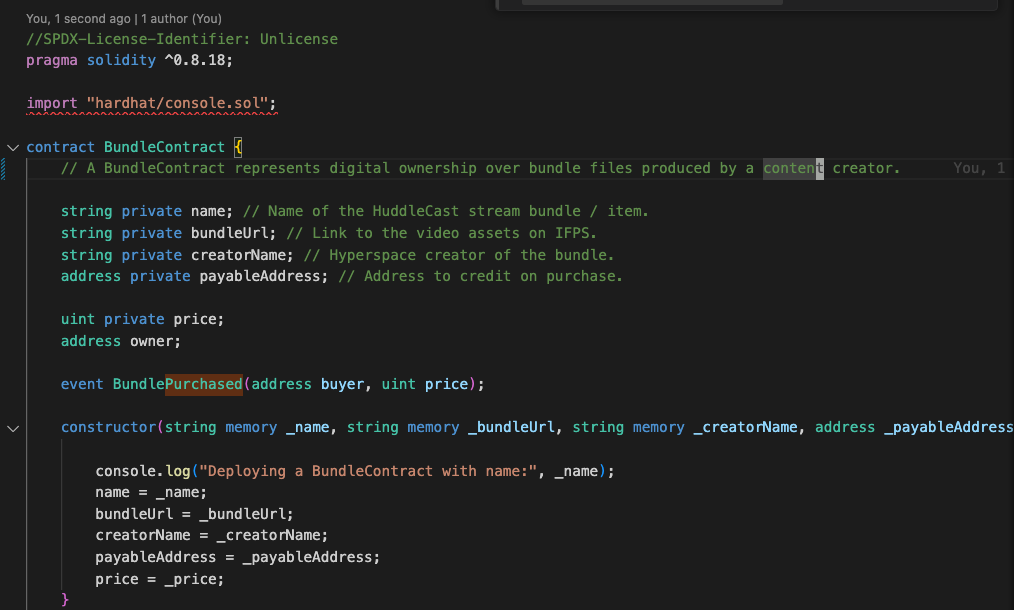 You, 1 second ago | 1 author (You)
//SPDX-License-Identifier: Unlicense
pragma solidity ^0.8.18;
import "hardhat/console.sol";
contract BundleContract {
// A BundleContract represents digital ownership over bundle files produced by a content creator. You, 1
string private name; // Name of the HuddleCast stream bundle / item.
string private bundleUrl; // Link to the video assets on IFPS.
string private creatorName; // Hyperspace creator of the bundle.
address private payableAddress; // Address to credit on purchase.
uint private price;
address owner;
event BundlePurchased(address buyer, uint price);
constructor(string memory _name, string memory _bundleUrl, string memory _creatorName, address _payableAddress
console.log("Deploying a BundleContract with name:", _name);
name = _name;
bundleUrl = _bundleUrl;
creatorName = _creatorName;
payableAddress = _payableAddress;
price = _price;
}